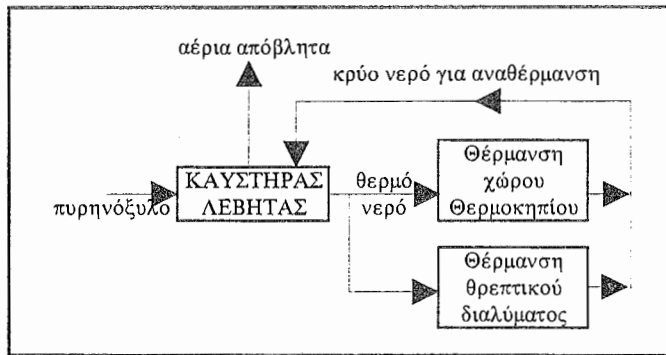 αέρια απόβλητα
κρύο νερό για αναθέρμανση
πυρηνόξυλο
ΚΑΥΣΤΗΡΑΣ
ΛΕΒΗΤΑΣ
θερμό
νερό
Θέρμανση
χώρου
Θερμοκηπίου
Θέρμανση
θρεπτικού
διαλύματος